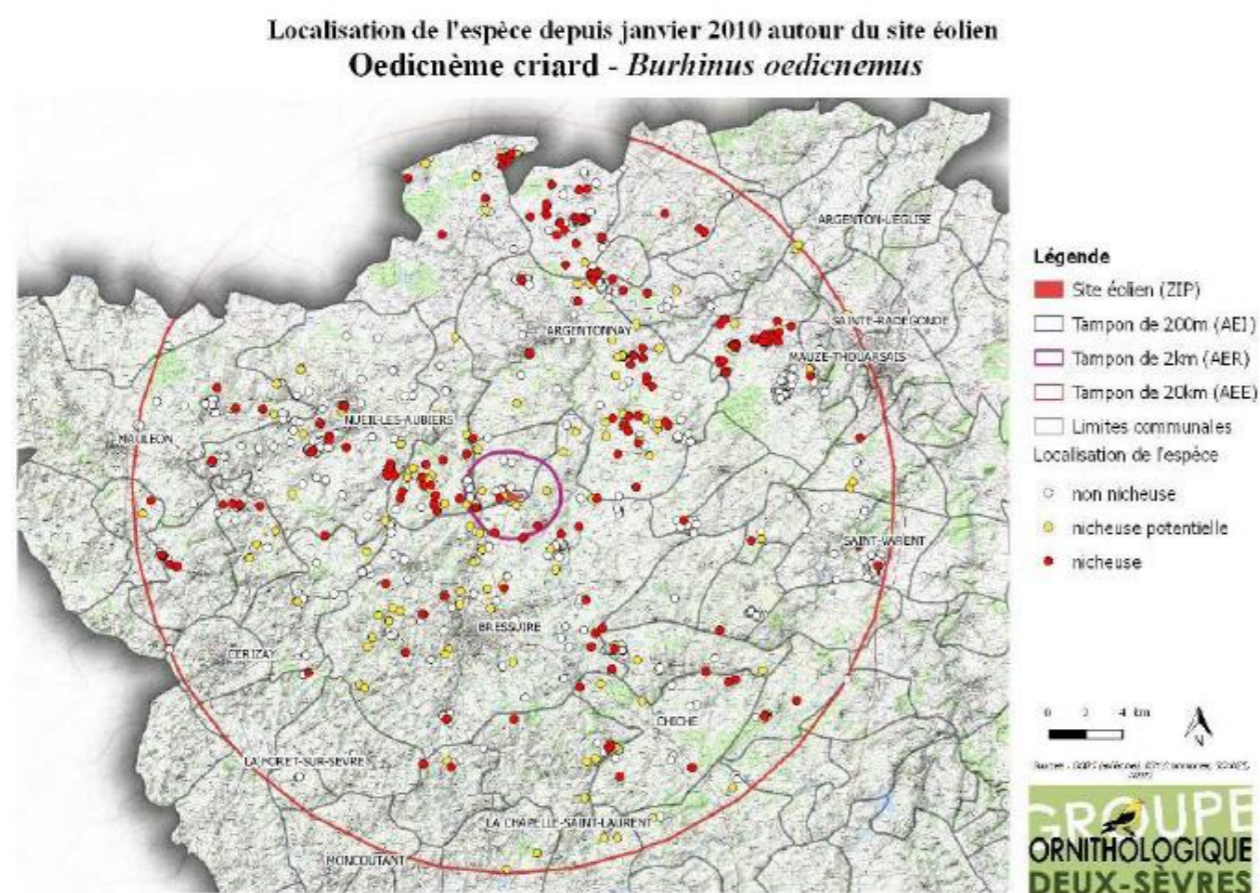 Localisation de l'espèce depuis janvier 2010 autour du site éolien
Oedicnème criard - Burhinus oedicnemus
ARGENTON-L'EGLISE
SAINTE-RADEGONDE
ARGENTONNAY
MAUZE-THOUARSAIS
NUEIL-LES-AUBIERS
MAULEON
SAINT-VARENT
BRESSUIRE
CERIZAY
CHICHE
LA FORET-SUR-SEVRE
LA CHAPELLE-SAINT-LAURENT
MONCOUTANT
Légende
Site éolien (ZIP)
Tampon de 200m (AEI)
Tampon de 2km (AER)
Tampon de 20km (AEE)
Limites communales
Localisation de l'espèce
non nicheuse
nicheuse potentielle
nicheuse
0 2 4 km
N
GROUPE
ORNITHOLOGIQUE
DEUX-SÈVRES